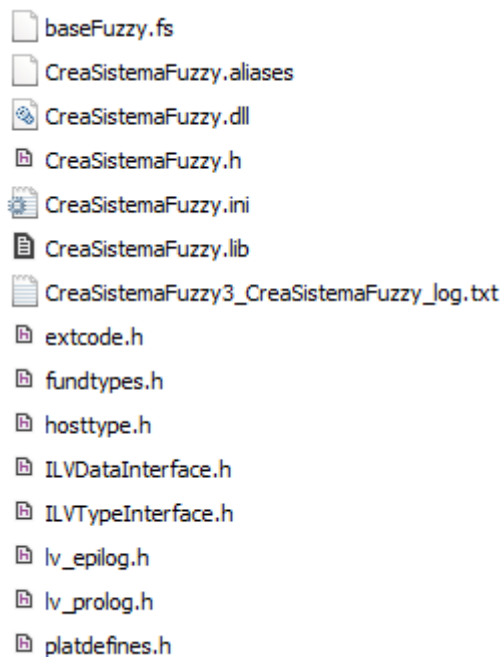 baseFuzzy.fs
CreaSistemaFuzzy.aliases
CreaSistemaFuzzy.dll
CreaSistemaFuzzy.h
CreaSistemaFuzzy.ini
CreaSistemaFuzzy.lib
CreaSistemaFuzzy3_CreaSistemaFuzzy_log.txt
extcode.h
fundtypes.h
hosttype.h
ILVDataInterface.h
ILVTypeInterface.h
lv_epilog.h
lv_prolog.h
platdefines.h